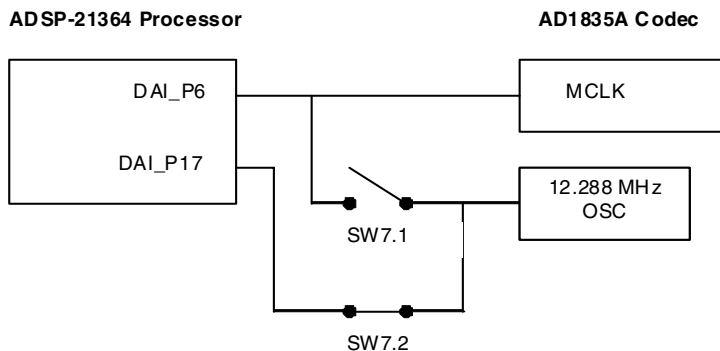 ADSP-21364 Processor
AD1835A Codec
DAI_P6
MCLK
DAI_P17
12.288 MHz
OSC
SW7.1
SW7.2